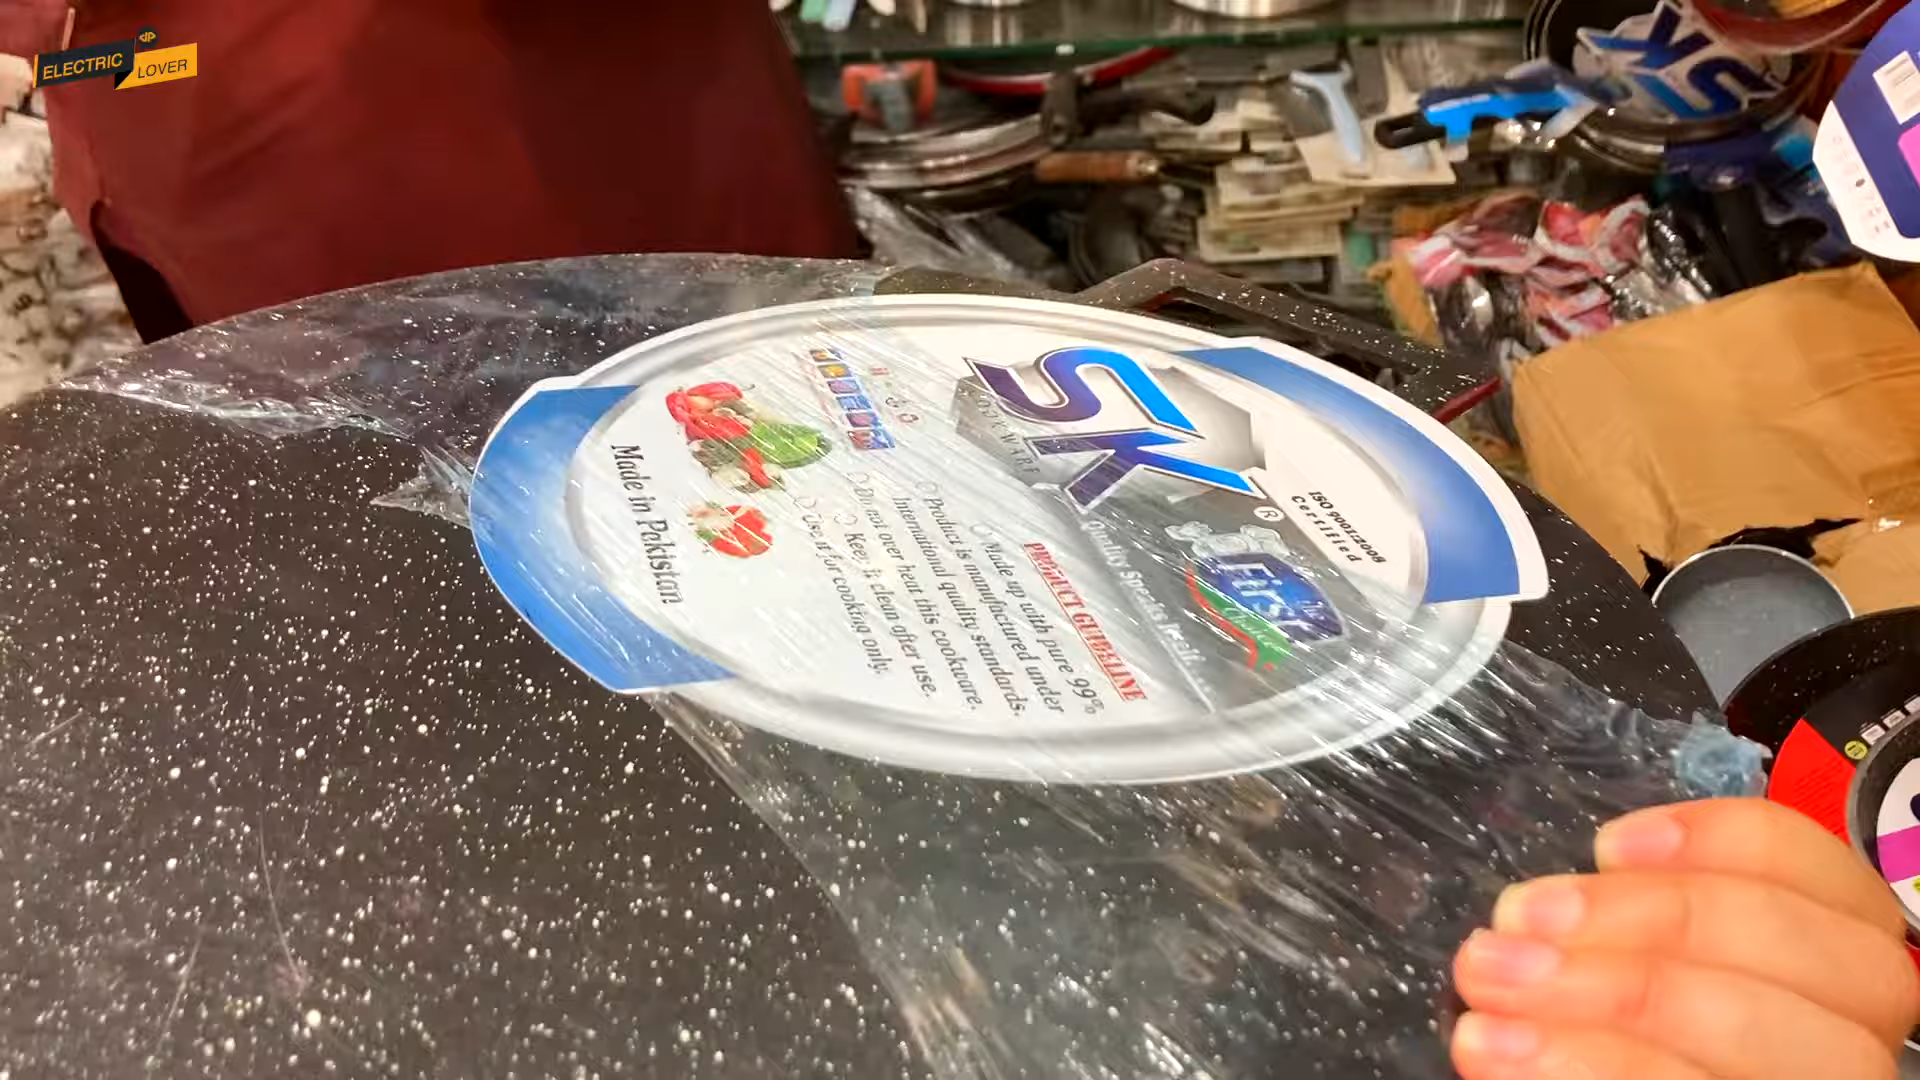 ELECTRIC
LOVER
SK
SK
®
COOKWARE
ISO 9001:2008
Certified
First
Choice
Quality Speaks Itself...
PRODUCT GUIDELINE
Made up with pure 99%
Product is manufactured under
International quality standards.
Do not over heat this cookware.
Keep it clean after use.
Use it for cooking only.
Made in Pakistan